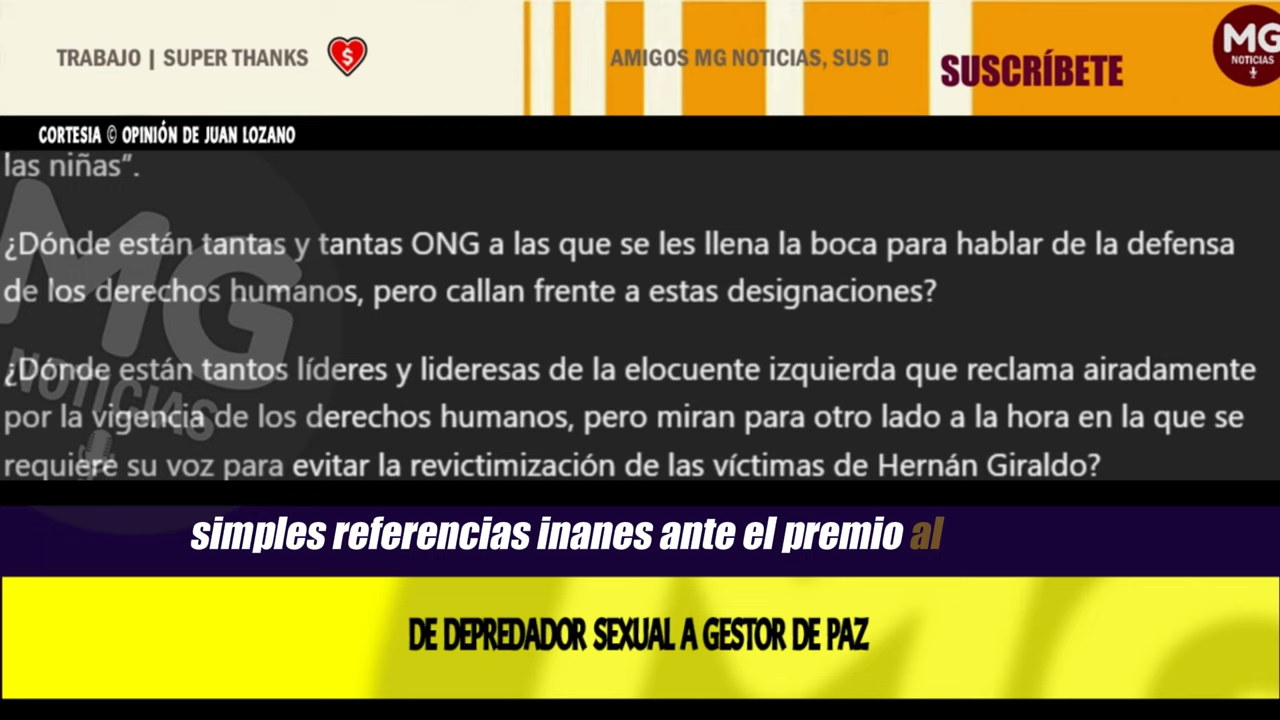 TRABAJO | SUPER THANKS
$
AMIGOS MG NOTICIAS, SUS D
SUSCRÍBETE
MG
NOTICIAS
CORTESIA © OPINIÓN DE JUAN LOZANO
las niñas”.
¿Dónde están tantas y tantas ONG a las que se les llena la boca para hablar de la defensa
de los derechos humanos, pero callan frente a estas designaciones?
¿Dónde están tantos líderes y lideresas de la elocuente izquierda que reclama airadamente
por la vigencia de los derechos humanos, pero miran para otro lado a la hora en la que se
requiere su voz para evitar la revictimización de las víctimas de Hernán Giraldo?
MG
NOTICIAS
simples referencias inanes ante el premio al
DE DEPREDADOR SEXUAL A GESTOR DE PAZ